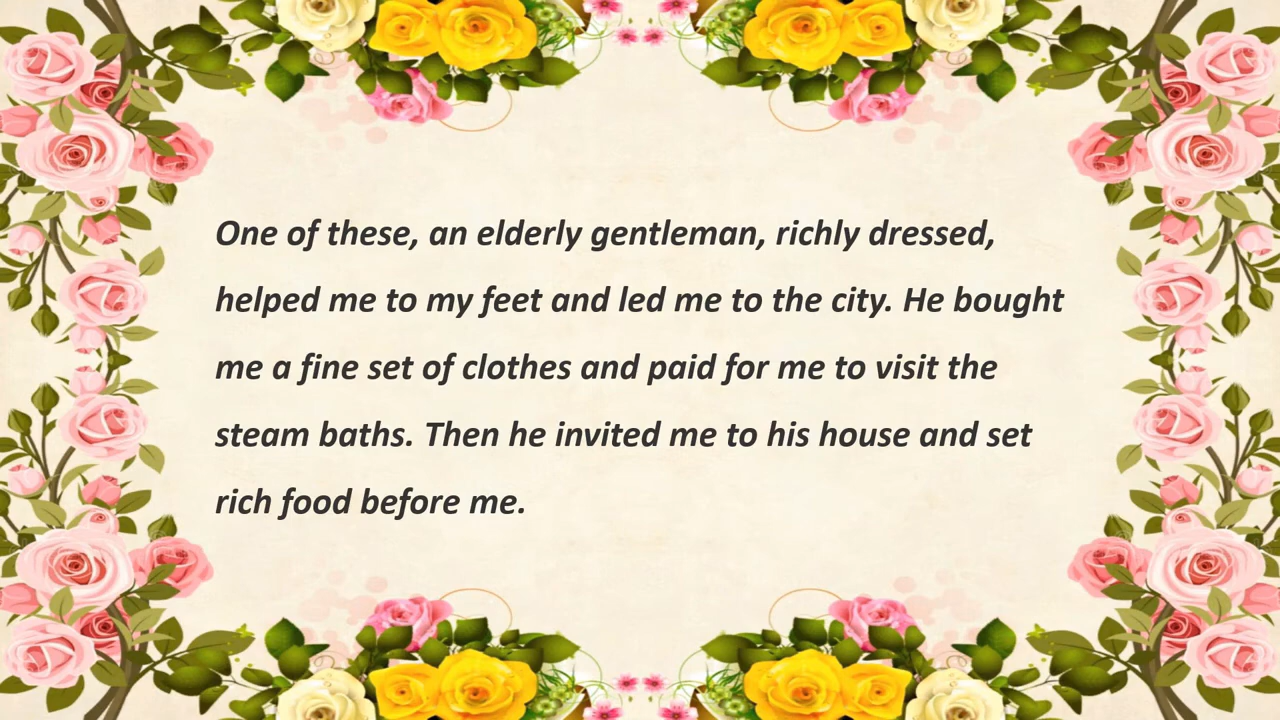 One of these, an elderly gentleman, richly dressed,
helped me to my feet and led me to the city. He bought
me a fine set of clothes and paid for me to visit the
steam baths. Then he invited me to his house and set
rich food before me.